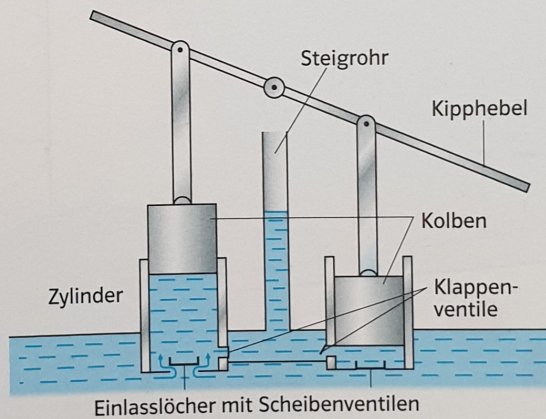 Steigrohr
Kipphebel
Kolben
Zylinder
Klappen-
ventile
Einlasslöcher mit Scheibenventilen